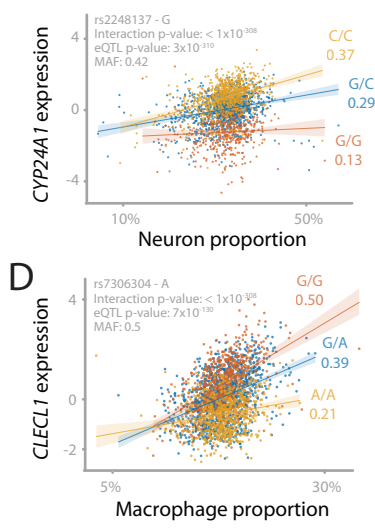 rs2248137 - G
Interaction p-value: < 1x10⁻³⁰⁸
eQTL p-value: 3x10⁻³¹⁰
MAF: 0.42
C/C
0.37
G/C
0.29
G/G
0.13
4
0
-4
CYP24A1 expression
10%
50%
Neuron proportion
D
rs7306304 - A
Interaction p-value: < 1x10⁻³⁰⁸
eQTL p-value: 7x10⁻¹³⁰
MAF: 0.5
G/G
0.50
G/A
0.39
A/A
0.21
4
2
0
-2
CLECL1 expression
5%
30%
Macrophage proportion